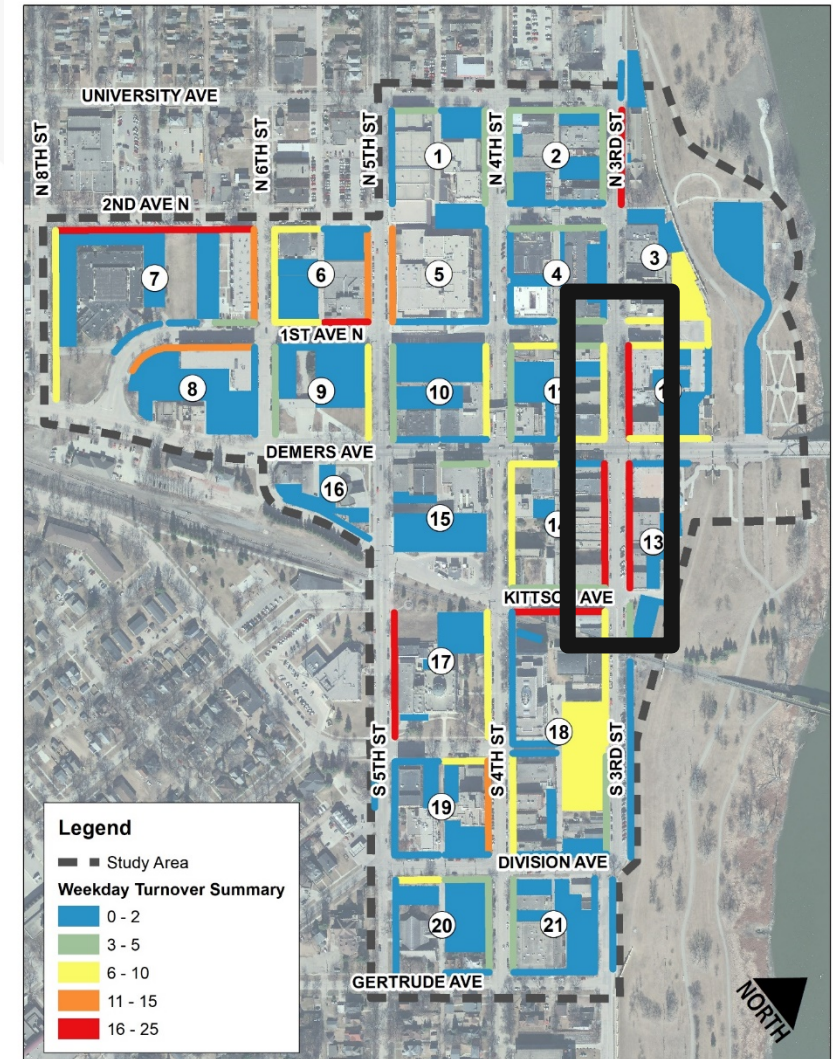 UNIVERSITY AVE
N 8TH ST
N 6TH ST
N 5TH ST
N 4TH ST
N 3RD ST
1
2
2ND AVE N
3
7
6
5
4
1ST AVE N
8
9
10
11
DEMERS AVE
16
15
14
13
KITTSON AVE
17
18
S 5TH ST
S 4TH ST
S 3RD ST
19
DIVISION AVE
20
21
GERTRUDE AVE
NORTH
Legend
Study Area
Weekday Turnover Summary
0 - 2
3 - 5
6 - 10
11 - 15
16 - 25